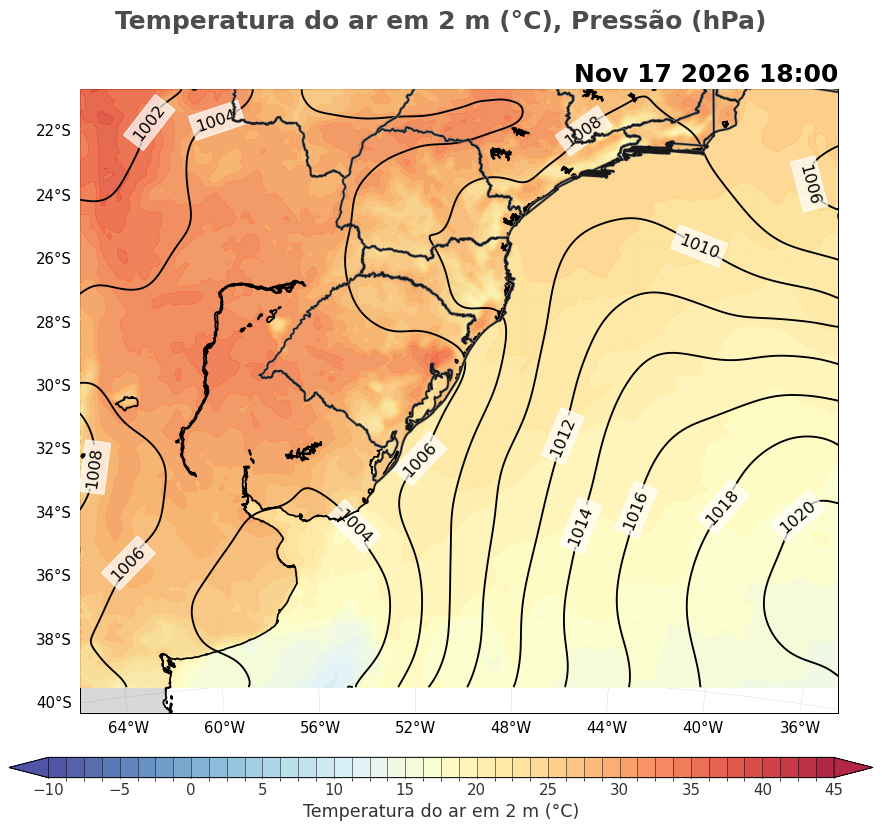 Temperatura do ar em 2 m (°C), Pressão (hPa)
Nov 17 2026 18:00
1002
1004
1008
1006
1010
1012
1006
1008
1004
1014
1016
1018
1020
1006
22°S
24°S
26°S
28°S
30°S
32°S
34°S
36°S
38°S
40°S
64°W 60°W 56°W 52°W 48°W 44°W 40°W 36°W
−10 −5 0 5 10 15 20 25 30 35 40 45
Temperatura do ar em 2 m (°C)